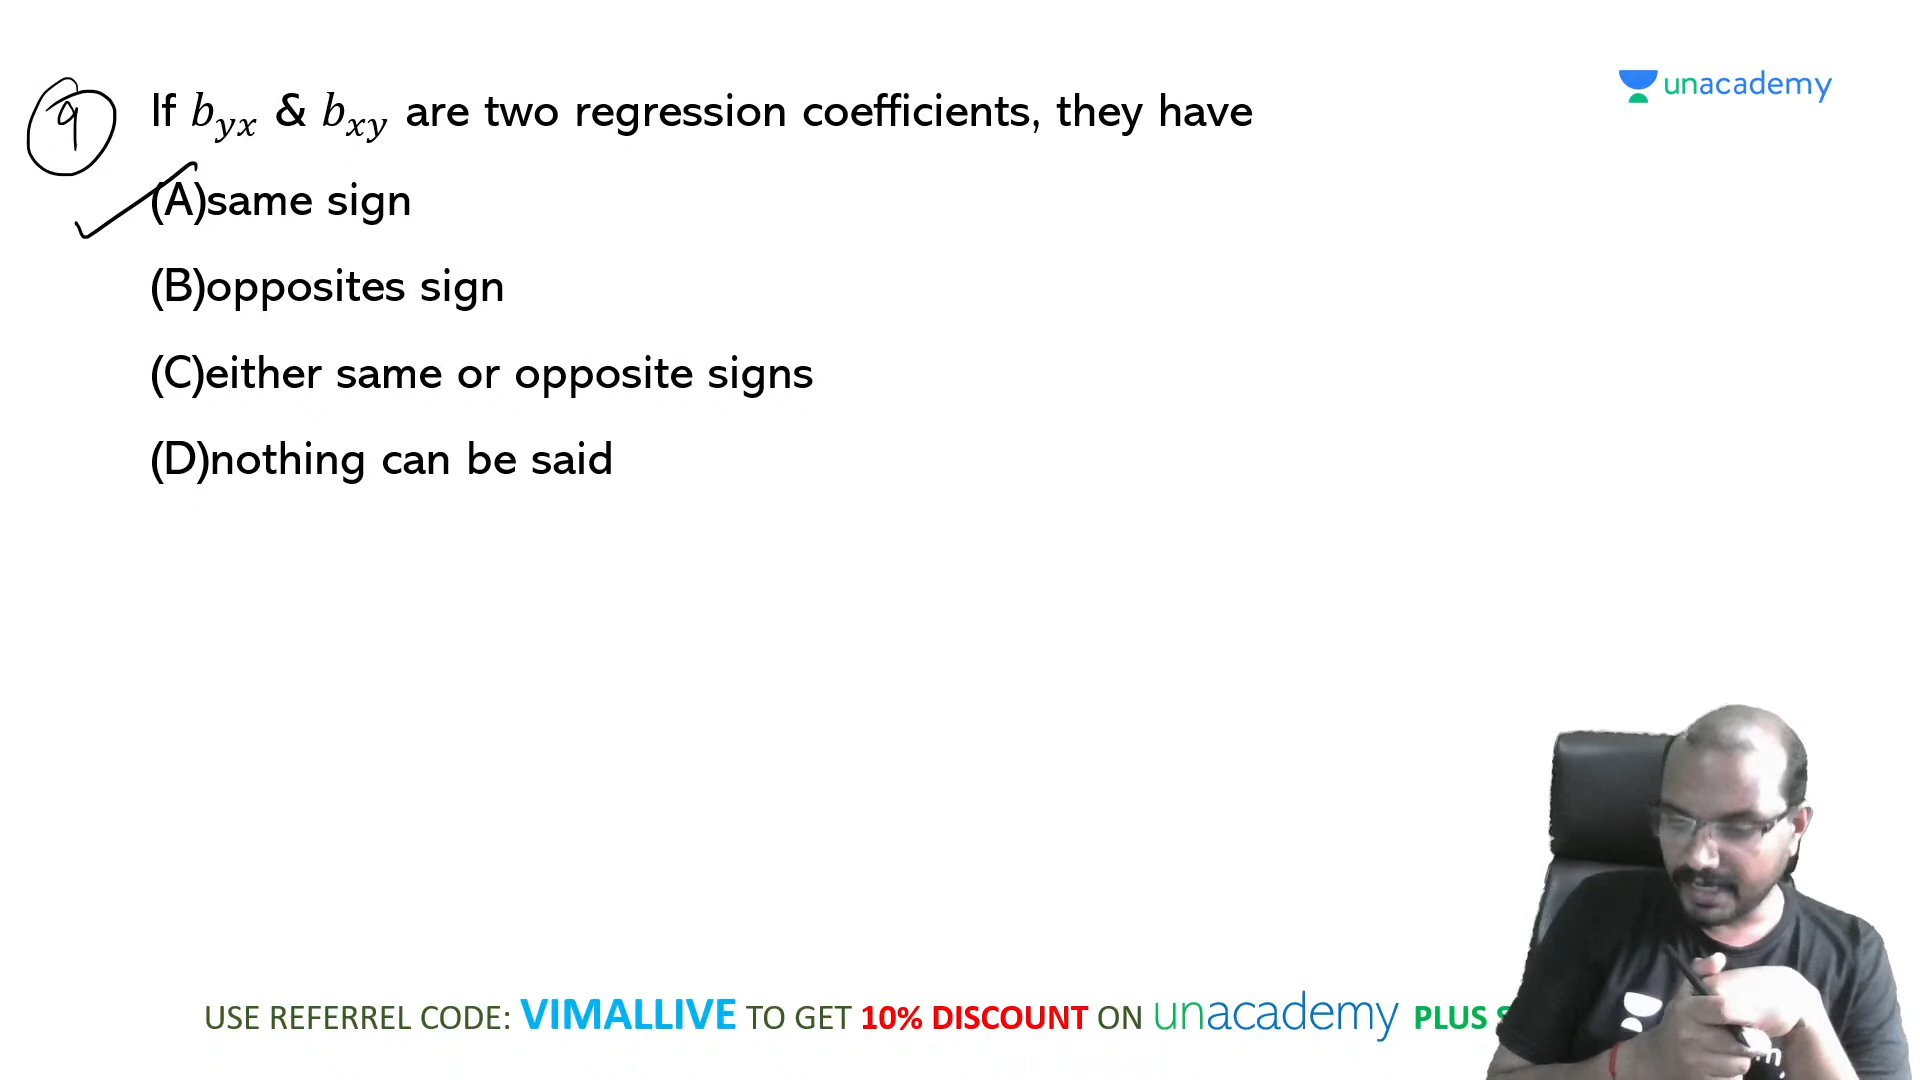 unacademy
9 If b_yx & b_xy are two regression coefficients, they have
(A)same sign
(B)opposites sign
(C)either same or opposite signs
(D)nothing can be said
USE REFERREL CODE: VIMALLIVE TO GET 10% DISCOUNT ON unacademy PLUS